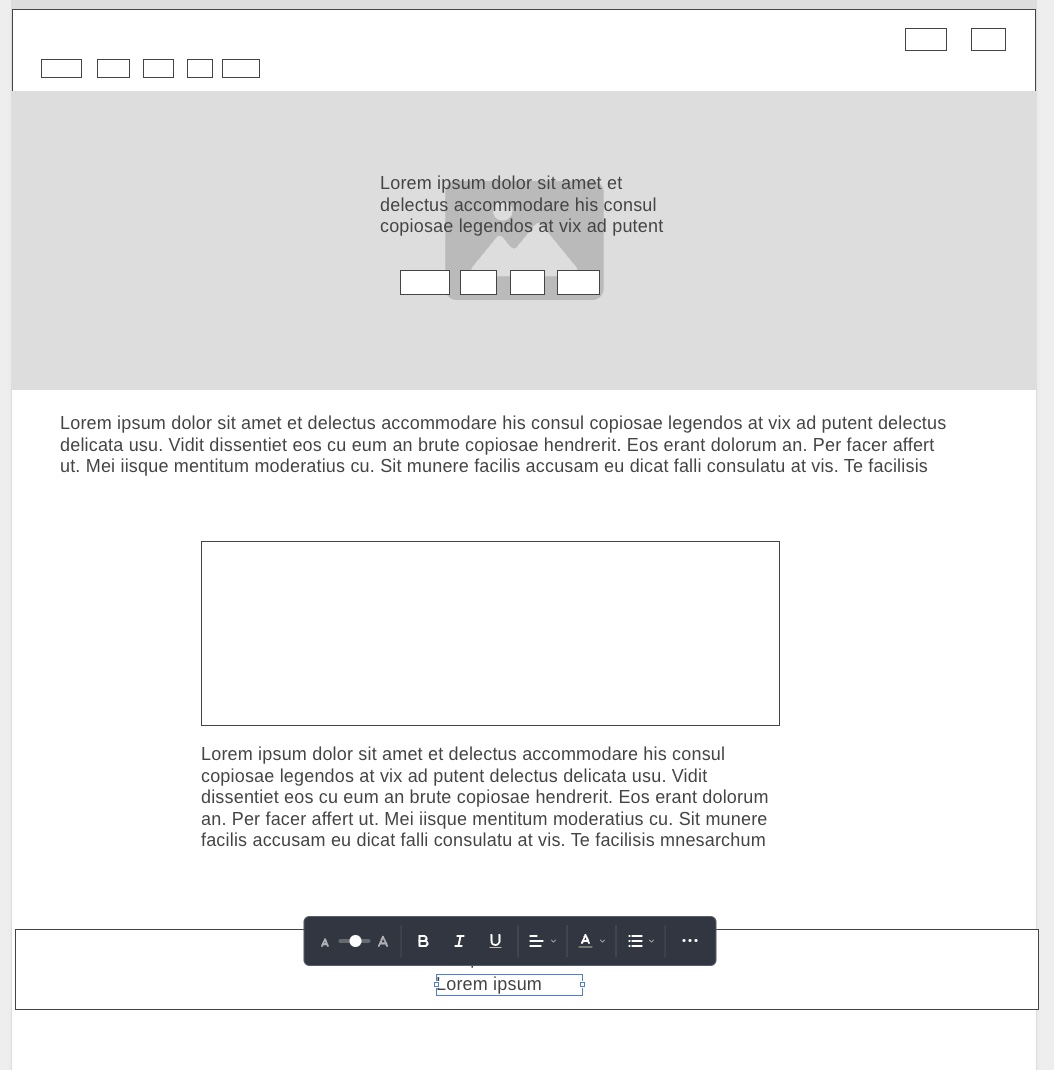 Lorem ipsum dolor sit amet et
delectus accommodare his consul
copiosae legendos at vix ad putent
Lorem ipsum dolor sit amet et delectus accommodare his consul copiosae legendos at vix ad putent delectus
delicata usu. Vidit dissentiet eos cu eum an brute copiosae hendrerit. Eos erant dolorum an. Per facer affert
ut. Mei iisque mentitum moderatius cu. Sit munere facilis accusam eu dicat falli consulatu at vis. Te facilisis
Lorem ipsum dolor sit amet et delectus accommodare his consul
copiosae legendos at vix ad putent delectus delicata usu. Vidit
dissentiet eos cu eum an brute copiosae hendrerit. Eos erant dolorum
an. Per facer affert ut. Mei iisque mentitum moderatius cu. Sit munere
facilis accusam eu dicat falli consulatu at vis. Te facilisis mnesarchum
A A B I U A
Lorem ipsum